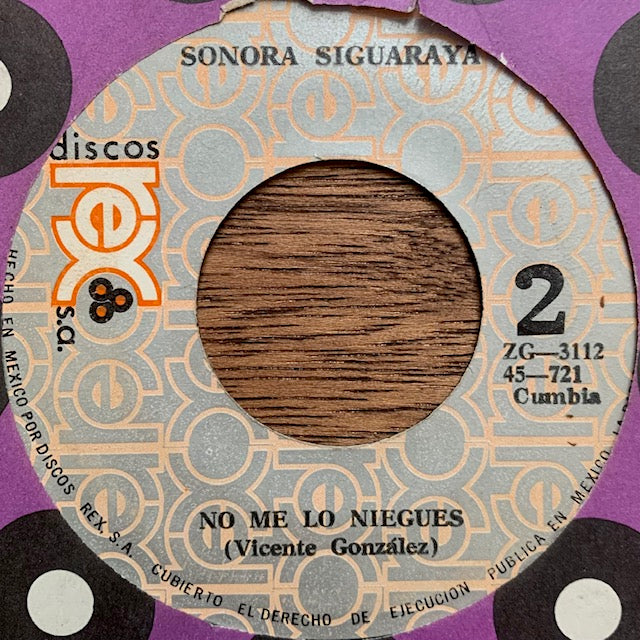 SONORA SIGUARAYA
discos
rex
s.a.
2
ZG—3112
45—721
Cumbia
NO ME LO NIEGUES
(Vicente González)
HECHO EN MEXICO POR DISCOS REX, S.A. CUBIERTO EL DERECHO DE EJECUCION PUBLICA EN MEXICO